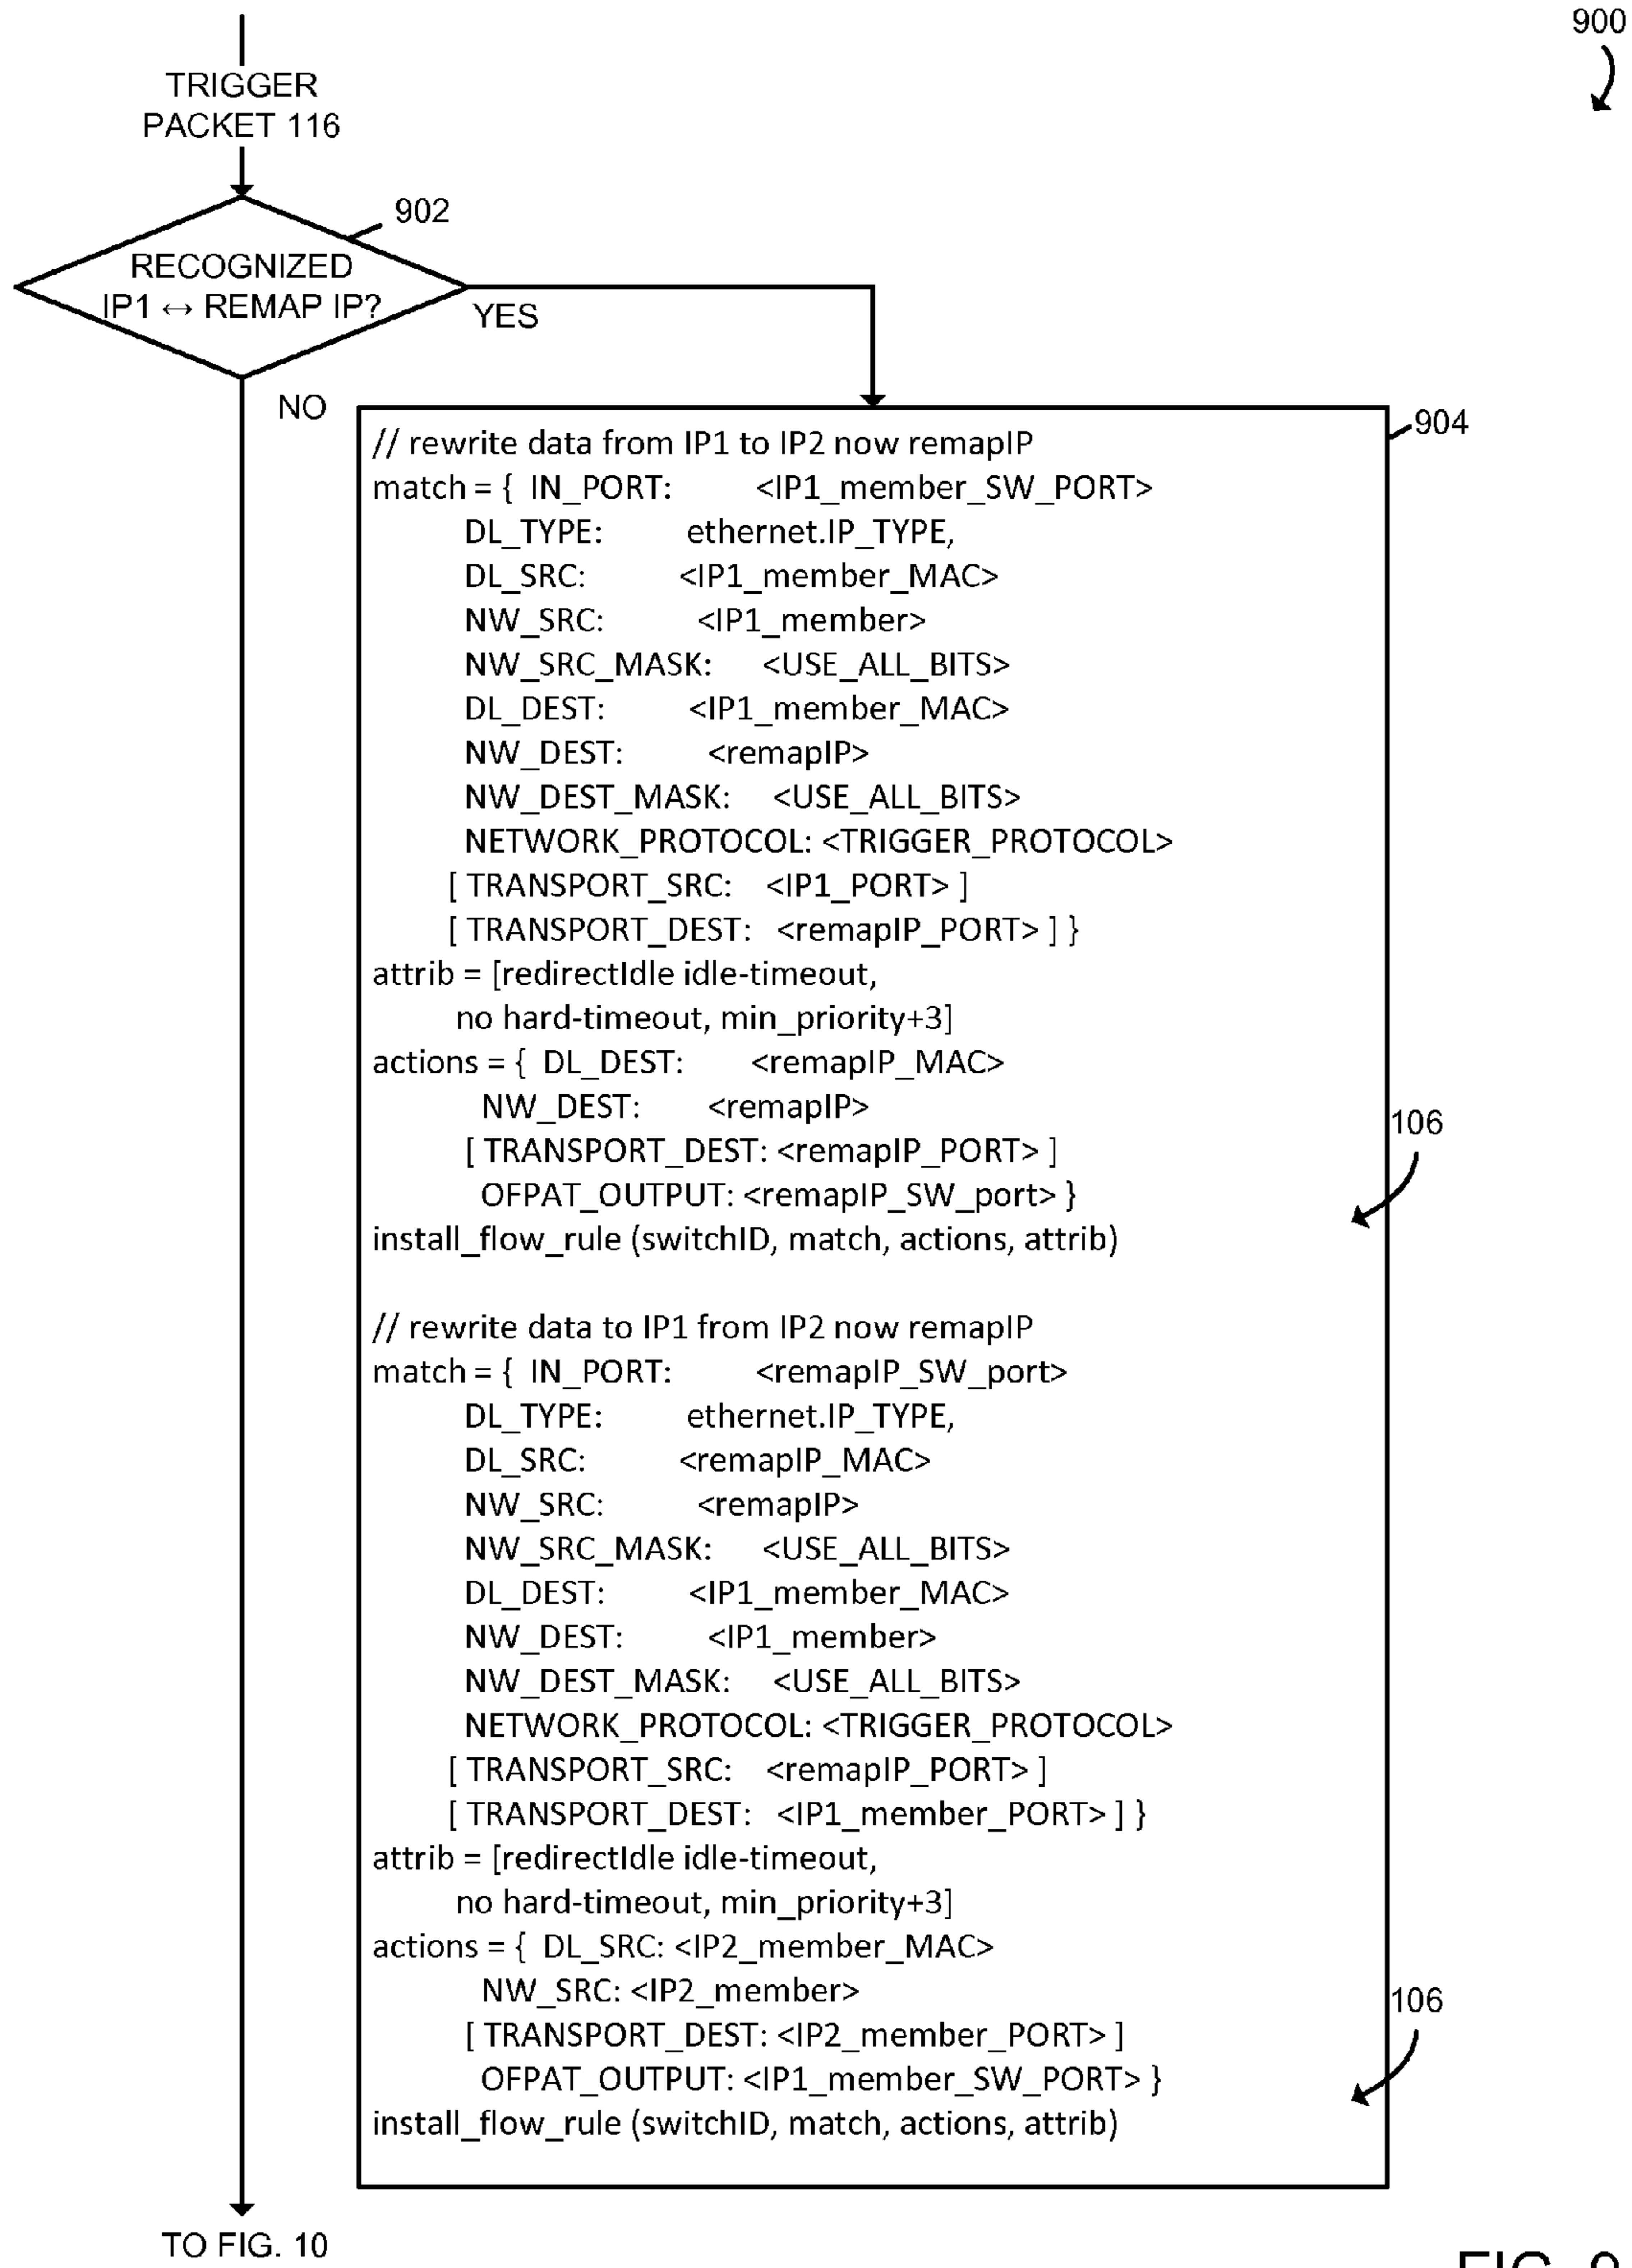 900
TRIGGER
PACKET 116
902
RECOGNIZED
IP1 ↔ REMAP IP?
YES
NO
904
// rewrite data from IP1 to IP2 now remapIP
match = { IN_PORT: <IP1_member_SW_PORT>
DL_TYPE: ethernet.IP_TYPE,
DL_SRC: <IP1_member_MAC>
NW_SRC: <IP1_member>
NW_SRC_MASK: <USE_ALL_BITS>
DL_DEST: <IP1_member_MAC>
NW_DEST: <remapIP>
NW_DEST_MASK: <USE_ALL_BITS>
NETWORK_PROTOCOL: <TRIGGER_PROTOCOL>
[ TRANSPORT_SRC: <IP1_PORT> ]
[ TRANSPORT_DEST: <remapIP_PORT> ] }
attrib = [redirectIdle idle-timeout,
no hard-timeout, min_priority+3]
actions = { DL_DEST: <remapIP_MAC>
NW_DEST: <remapIP>
106
[ TRANSPORT_DEST: <remapIP_PORT> ]
OFPAT_OUTPUT: <remapIP_SW_port> }
install_flow_rule (switchID, match, actions, attrib)
// rewrite data to IP1 from IP2 now remapIP
match = { IN_PORT: <remapIP_SW_port>
DL_TYPE: ethernet.IP_TYPE,
DL_SRC: <remapIP_MAC>
NW_SRC: <remapIP>
NW_SRC_MASK: <USE_ALL_BITS>
DL_DEST: <IP1_member_MAC>
NW_DEST: <IP1_member>
NW_DEST_MASK: <USE_ALL_BITS>
NETWORK_PROTOCOL: <TRIGGER_PROTOCOL>
[ TRANSPORT_SRC: <remapIP_PORT> ]
[ TRANSPORT_DEST: <IP1_member_PORT> ] }
attrib = [redirectIdle idle-timeout,
no hard-timeout, min_priority+3]
actions = { DL_SRC: <IP2_member_MAC>
NW_SRC: <IP2_member>
106
[ TRANSPORT_DEST: <IP2_member_PORT> ]
OFPAT_OUTPUT: <IP1_member_SW_PORT> }
install_flow_rule (switchID, match, actions, attrib)
TO FIG. 10
FIG. 9